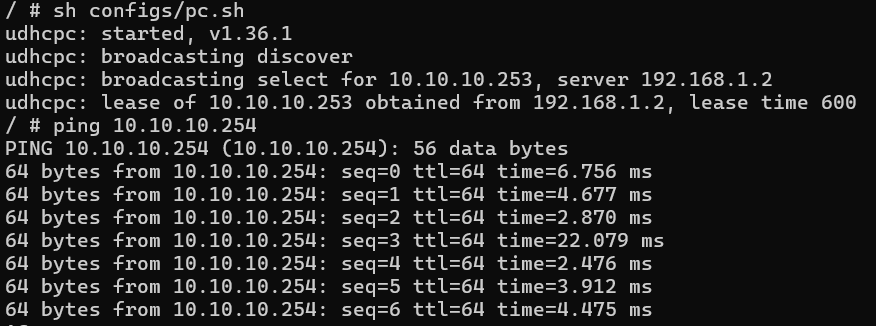 / # sh configs/pc.sh
udhcpc: started, v1.36.1
udhcpc: broadcasting discover
udhcpc: broadcasting select for 10.10.10.253, server 192.168.1.2
udhcpc: lease of 10.10.10.253 obtained from 192.168.1.2, lease time 600
/ # ping 10.10.10.254
PING 10.10.10.254 (10.10.10.254): 56 data bytes
64 bytes from 10.10.10.254: seq=0 ttl=64 time=6.756 ms
64 bytes from 10.10.10.254: seq=1 ttl=64 time=4.677 ms
64 bytes from 10.10.10.254: seq=2 ttl=64 time=2.870 ms
64 bytes from 10.10.10.254: seq=3 ttl=64 time=22.079 ms
64 bytes from 10.10.10.254: seq=4 ttl=64 time=2.476 ms
64 bytes from 10.10.10.254: seq=5 ttl=64 time=3.912 ms
64 bytes from 10.10.10.254: seq=6 ttl=64 time=4.475 ms